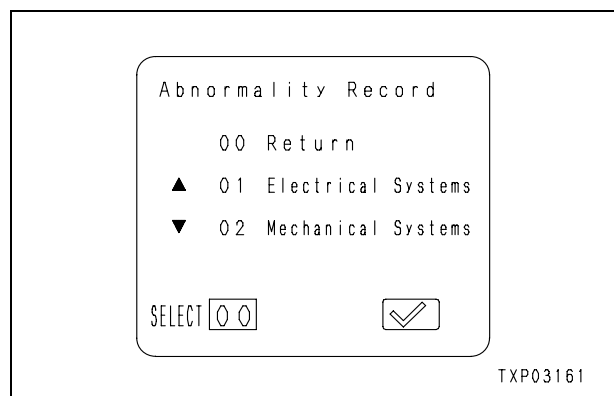 Abnormality Record
00 Return
▲ 01 Electrical Systems
▼ 02 Mechanical Systems
SELECT 00
TXP03161